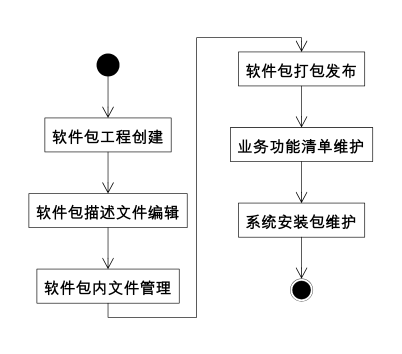 软件包工程创建
软件包描述文件编辑
软件包内文件管理
软件包打包发布
业务功能清单维护
系统安装包维护